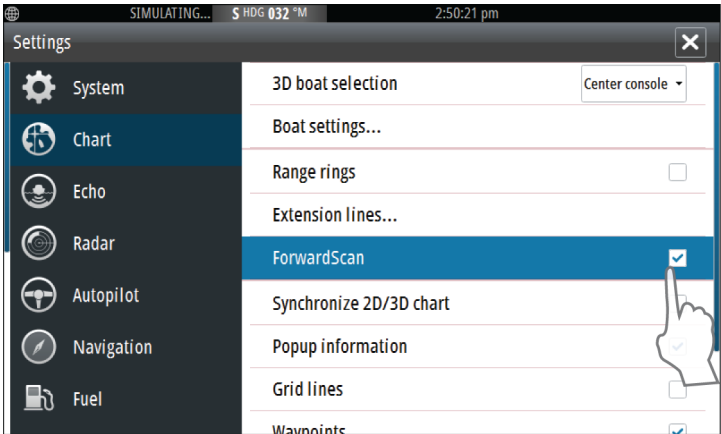 SIMULATING... S HDG 032 °M 2:50:21 pm
Settings
System
Chart
Echo
Radar
Autopilot
Navigation
Fuel
3D boat selection Center console
Boat settings...
Range rings
Extension lines...
ForwardScan
Synchronize 2D/3D chart
Popup information
Grid lines
Waypoints